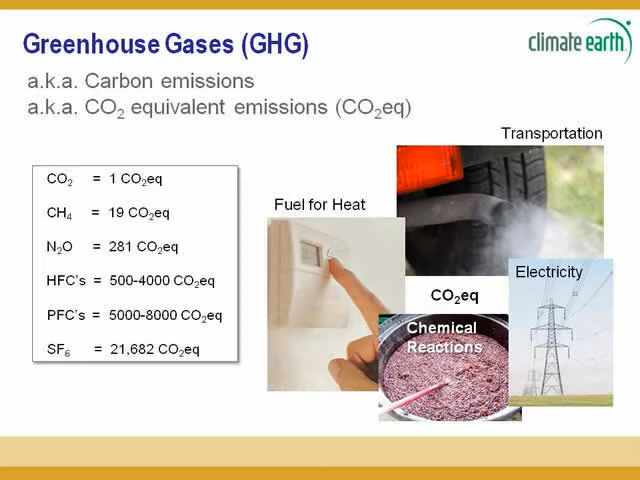 Greenhouse Gases (GHG)
climate earth
a.k.a. Carbon emissions
a.k.a. CO₂ equivalent emissions (CO₂eq)
CO₂ = 1 CO₂eq
CH₄ = 19 CO₂eq
N₂O = 281 CO₂eq
HFC's = 500-4000 CO₂eq
PFC's = 5000-8000 CO₂eq
SF₆ = 21,682 CO₂eq
Transportation
Fuel for Heat
Electricity
CO₂eq
Chemical
Reactions